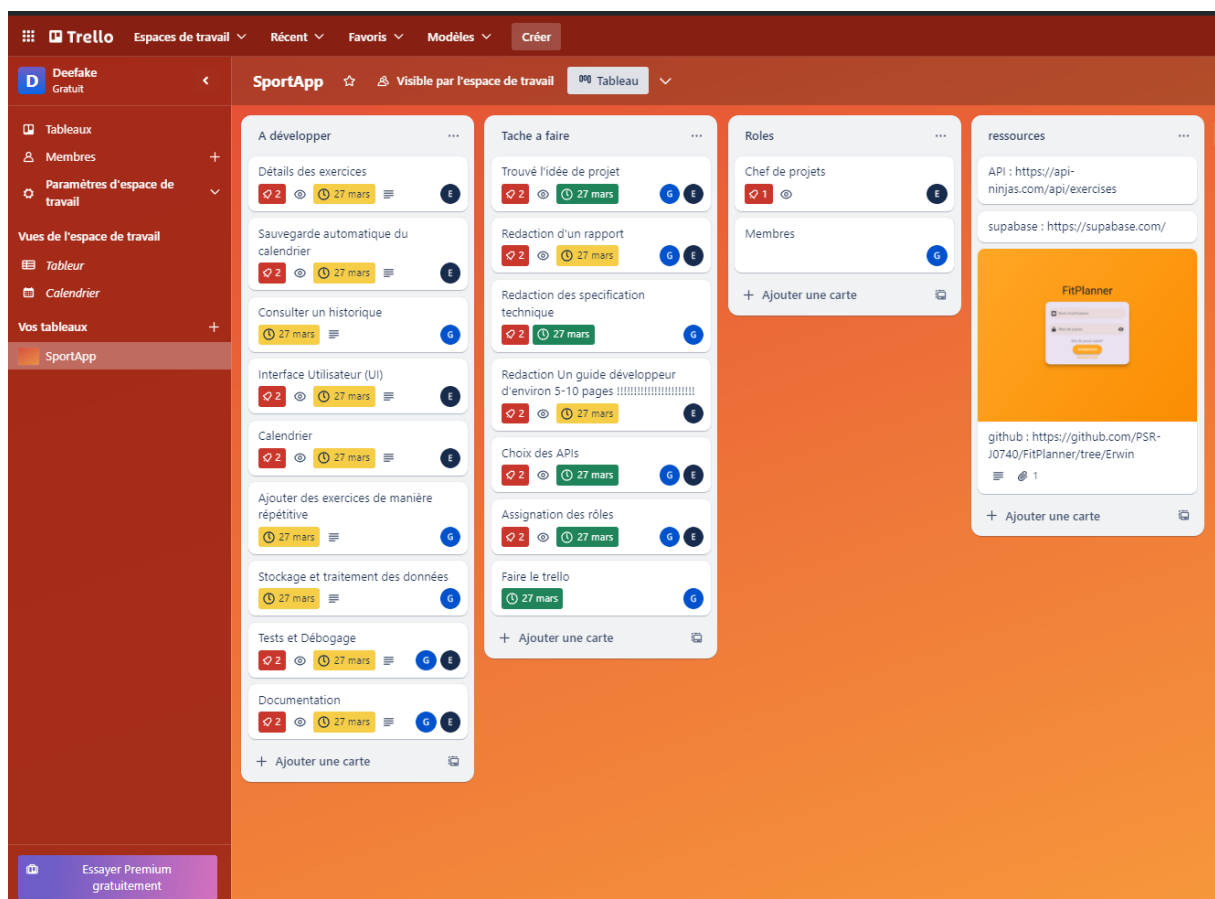 Trello
Espaces de travail
Récent
Favoris
Modèles
Créer
D
Deefake
Gratuit
SportApp
Visible par l'espace de travail
Tableau
Tableaux
Membres
Paramètres d'espace de
travail
Vues de l'espace de travail
Tableur
Calendrier
Vos tableaux
SportApp
Essayer Premium
gratuitement
A développer
Détails des exercices
2
27 mars
E
Sauvegarde automatique du
calendrier
2
27 mars
E
Consulter un historique
27 mars
G
Interface Utilisateur (UI)
2
27 mars
E
Calendrier
2
27 mars
E
Ajouter des exercices de manière
répétitive
27 mars
G
Stockage et traitement des données
27 mars
G
Tests et Débogage
2
27 mars
G
E
Documentation
2
27 mars
G
E
+ Ajouter une carte
Tache a faire
Trouvé l'idée de projet
2
27 mars
G
E
Redaction d'un rapport
2
27 mars
G
E
Redaction des specification
technique
2
27 mars
G
Redaction Un guide développeur
d'environ 5-10 pages !!!!!!!!!!!!!!!!!!!!!!!
2
27 mars
E
Choix des APIs
2
27 mars
G
E
Assignation des rôles
2
27 mars
G
E
Faire le trello
27 mars
G
+ Ajouter une carte
Roles
Chef de projets
1
E
Membres
G
+ Ajouter une carte
ressources
API : https://api-
ninjas.com/api/exercises
supabase : https://supabase.com/
FitPlanner
github : https://github.com/PSR-
J0740/FitPlanner/tree/Erwin
1
+ Ajouter une carte